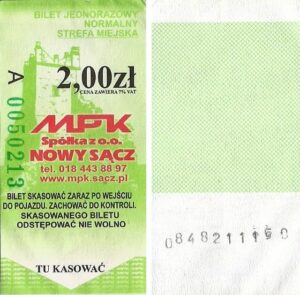 BILET JEDNORAZOWY
NORMALNY
STREFA MIEJSKA
A 0050213
2,00zł
CENA ZAWIERA 7% VAT
MPK
Spółka z o.o.
NOWY SĄCZ
tel. 018 443 88 97
www.mpk.sacz.pl
BILET SKASOWAĆ ZARAZ PO WEJŚCIU
DO POJAZDU. ZACHOWAĆ DO KONTROLI.
SKASOWANEGO BILETU
ODSTĘPOWAĆ NIE WOLNO
TU KASOWAĆ